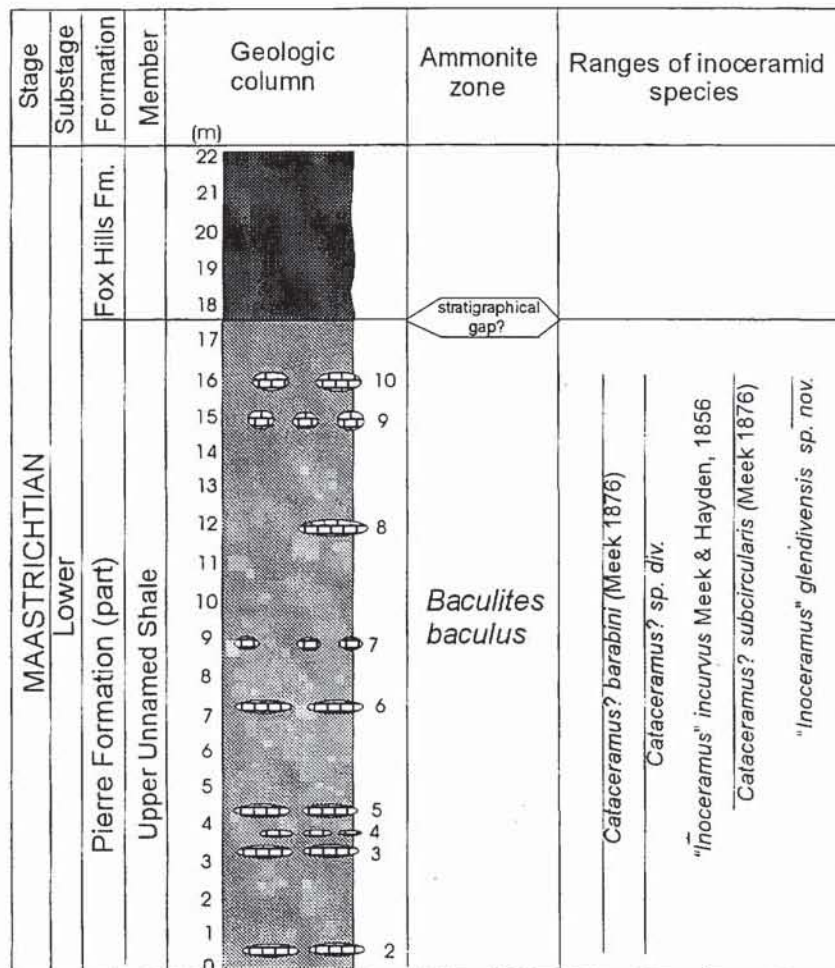 Stage
Substage
Formation
Member
Geologic
column
(m)
Ammonite
zone
Ranges of inoceramid
species
MAASTRICHTIAN
Lower
Fox Hills Fm.
Pierre Formation (part)
Upper Unnamed Shale
22
21
20
19
18
17
16
15
14
13
12
11
10
9
8
7
6
5
4
3
2
1
0
10
9
8
7
6
5
4
3
2
stratigraphical
gap?
Baculites
baculus
Cataceramus? barabini (Meek 1876)
Cataceramus? sp. div.
"Inoceramus" incurvus Meek & Hayden, 1856
Cataceramus? subcircularis (Meek 1876)
"Inoceramus" glendivensis sp. nov.